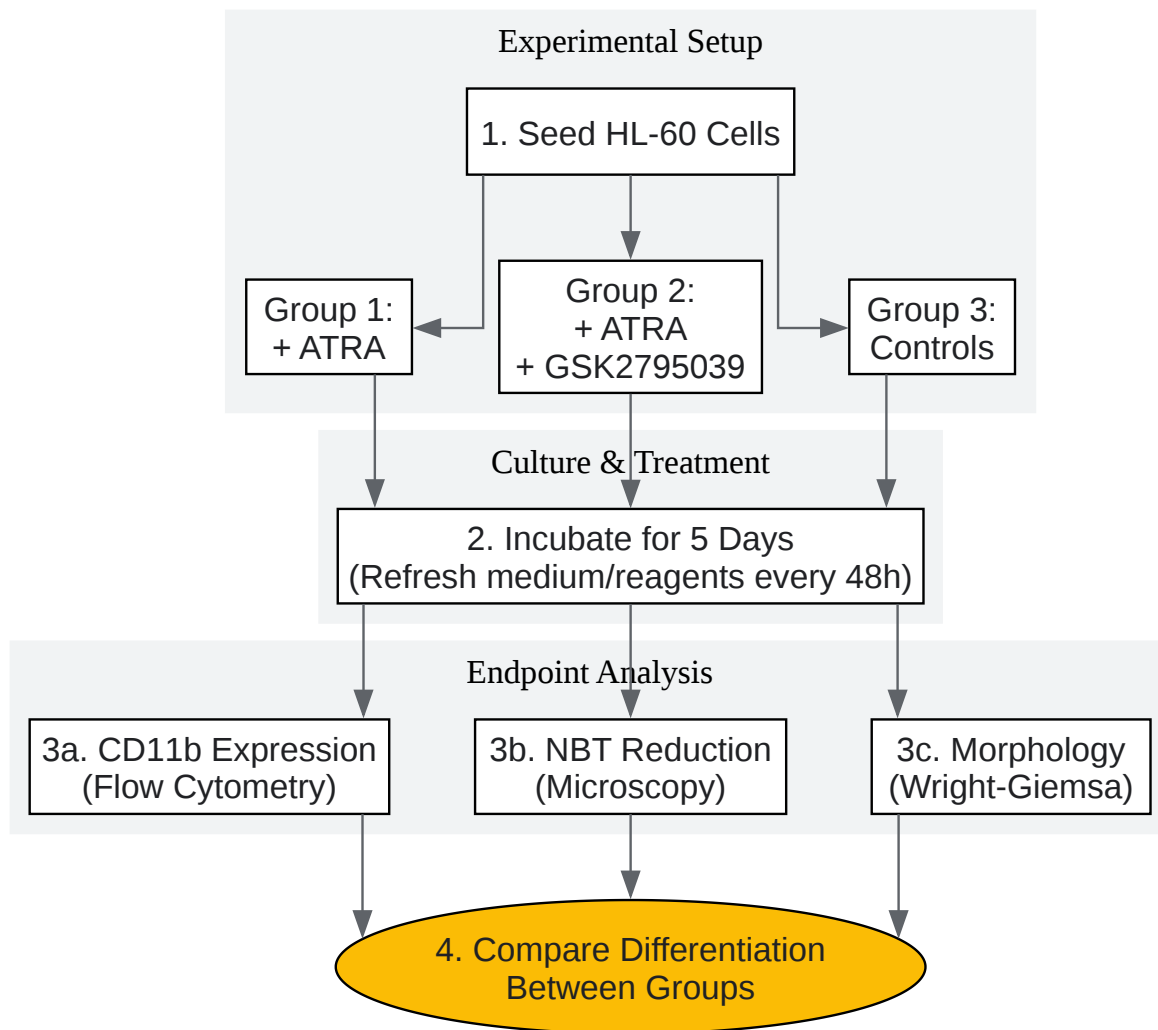 Experimental Setup
1. Seed HL-60 Cells
Group 1:
+ ATRA
Group 2:
+ ATRA
+ GSK2795039
Group 3:
Controls
Culture & Treatment
2. Incubate for 5 Days
(Refresh medium/reagents every 48h)
Endpoint Analysis
3a. CD11b Expression
(Flow Cytometry)
3b. NBT Reduction
(Microscopy)
3c. Morphology
(Wright-Giemsa)
4. Compare Differentiation
Between Groups